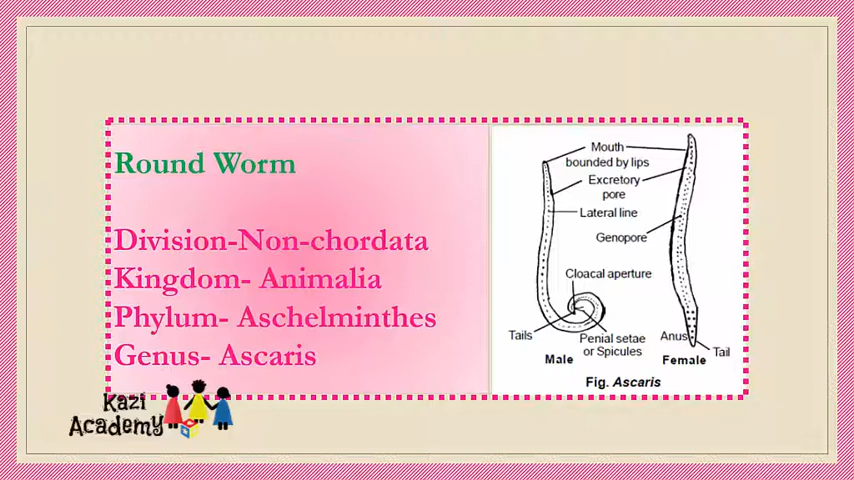 Round Worm
Division-Non-chordata
Kingdom- Animalia
Phylum- Aschelminthes
Genus- Ascaris
Kazi
Academy
Mouth
bounded by lips
Excretory
pore
Lateral line
Genopore
Cloacal aperture
Tails
Penial setae
or Spicules
Anus
Tail
Male
Female
Fig. Ascaris